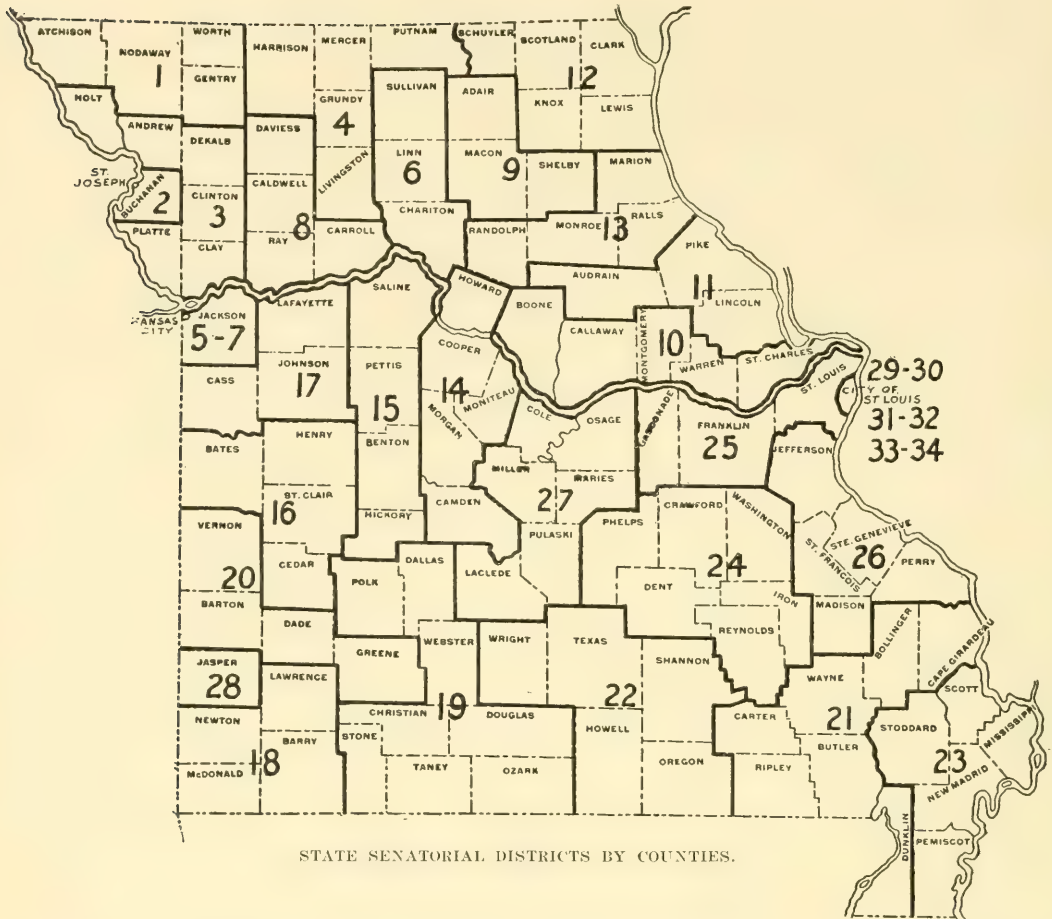 ATCHISON
NODAWAY
WORTH
HARRISON
MERCER
PUTNAM
SCHUYLER
SCOTLAND
CLARK
1
GENTRY
12
HOLT
GRUNDY
4
SULLIVAN
ADAIR
KNOX
LEWIS
ANDREW
DEKALB
DAVIESS
LIVINGSTON
LINN
6
MACON
9
SHELBY
MARION
ST.
JOSEPH
BUCHANAN
2
CLINTON
3
CALDWELL
CHARITON
PLATTE
CLAY
RAY
8
CARROLL
RANDOLPH
MONROE
13
RALLS
PIKE
AUDRAIN
HOWARD
BOONE
11
LINCOLN
KANSAS
CITY
JACKSON
5-7
LAFAYETTE
SALINE
CALLAWAY
MONTGOMERY
10
WARREN
ST. CHARLES
COOPER
CASS
JOHNSON
17
PETTIS
15
14
MONITEAU
MORGAN
COLE
OSAGE
GASCONADE
FRANKLIN
25
ST. LOUIS
CITY OF
ST LOUIS
29-30
31-32
33-34
JEFFERSON
BATES
HENRY
BENTON
MILLER
MARIES
27
ST. CLAIR
16
HICKORY
CAMDEN
PULASKI
PHELPS
CRAWFORD
WASHINGTON
STE. GENEVIEVE
ST. FRANCOIS
26
PERRY
VERNON
20
CEDAR
POLK
DALLAS
LACLEDE
DENT
24
IRON
MADISON
BARTON
DADE
REYNOLDS
BOLLINGER
CAPE GIRARDEAU
JASPER
28
GREENE
WEBSTER
WRIGHT
TEXAS
SHANNON
WAYNE
LAWRENCE
SCOTT
NEWTON
CHRISTIAN
19
DOUGLAS
22
CARTER
21
STODDARD
MISSISSIPPI
STONE
HOWELL
BUTLER
BARRY
18
MCDONALD
TANEY
OZARK
OREGON
RIPLEY
23
NEW MADRID
DUNKLIN
PEMISCOT
STATE SENATORIAL DISTRICTS BY COUNTIES.